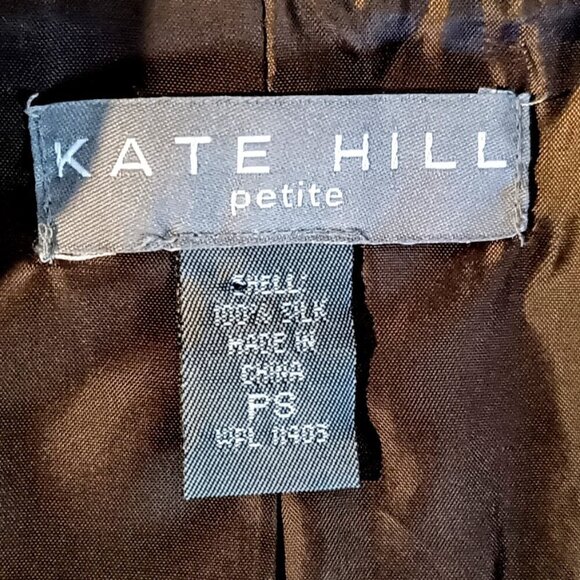 KATE HILL
petite
SHELL:
100% SILK
MADE IN
CHINA
PS
WPL 11405